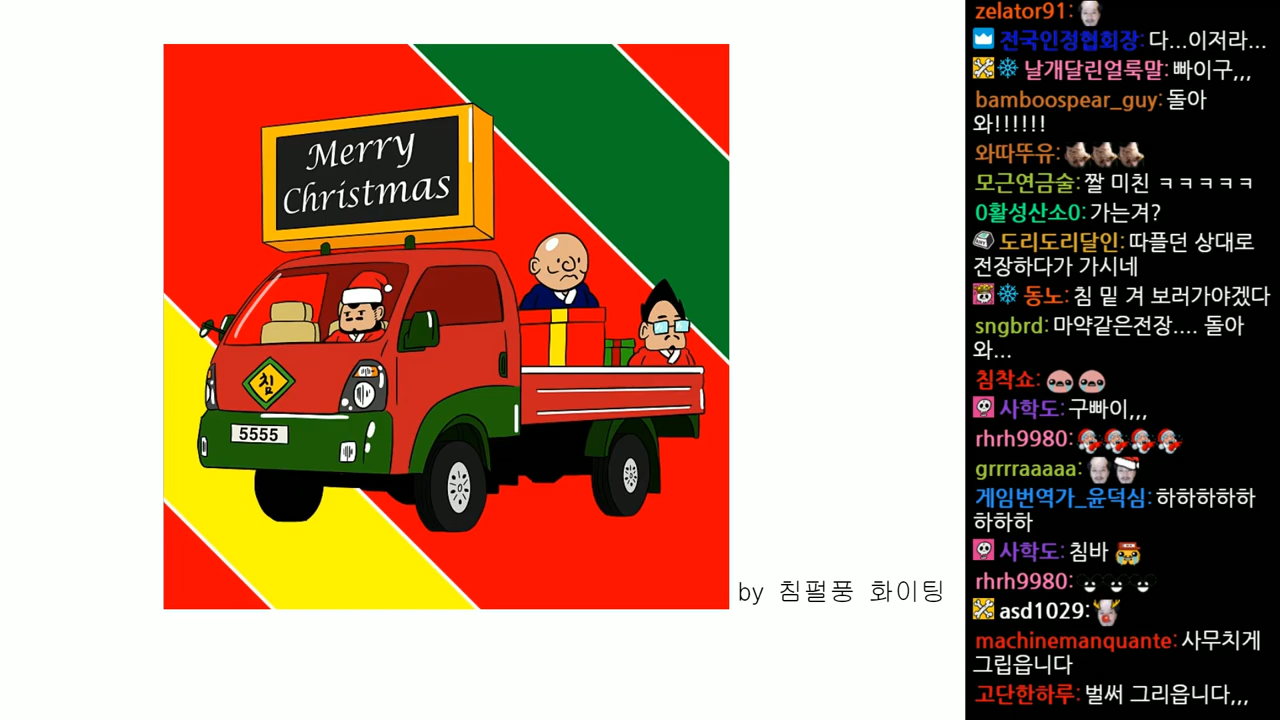 Merry
Christmas
침
5555
by 침펄풍 화이팅
zelator91:
전국인정협회장: 다...이저라...
날개달린얼룩말: 빠이구,,,
bamboospear_guy: 돌아
와!!!!!!
와따뚜유:
모근연금술: 짤 미친 ㅋㅋㅋㅋㅋ
0활성산소0: 가는겨?
도리도리달인: 따플던 상대로
전장하다가 가시네
동노: 침 밑 겨 보러가야겠다
sngbrd: 마약같은전장.... 돌아
와...
침착쇼:
사학도: 구빠이,,,
rhrh9980:
grrrraaaaa:
게임번역가_윤덕심: 하하하하하
하하하
사학도: 침바
rhrh9980:
asd1029:
machinemanquante: 사무치게
그립읍니다
고단한하루: 벌써 그리읍니다,,,